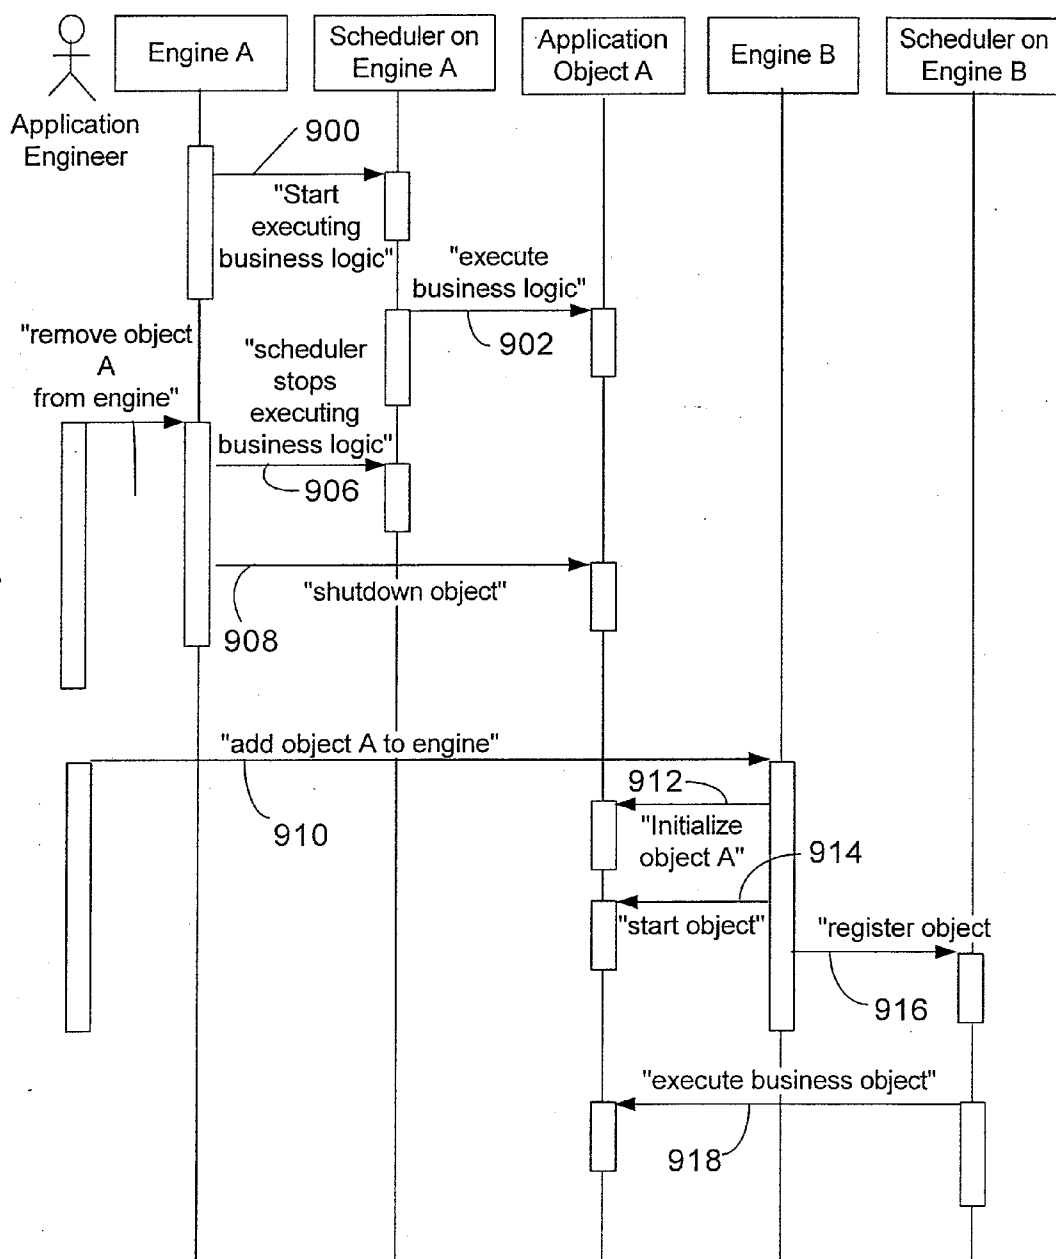 Engine A
Scheduler on
Engine A
Application
Object A
Engine B
Scheduler on
Engine B
Application
Engineer
900
"Start
executing
business logic"
"execute
business logic"
902
"remove object
A
from engine"
"scheduler
stops
executing
business logic"
906
"shutdown object"
908
"add object A to engine"
910
912
"Initialize
object A"
914
"start object"
"register object
916
"execute business object"
918